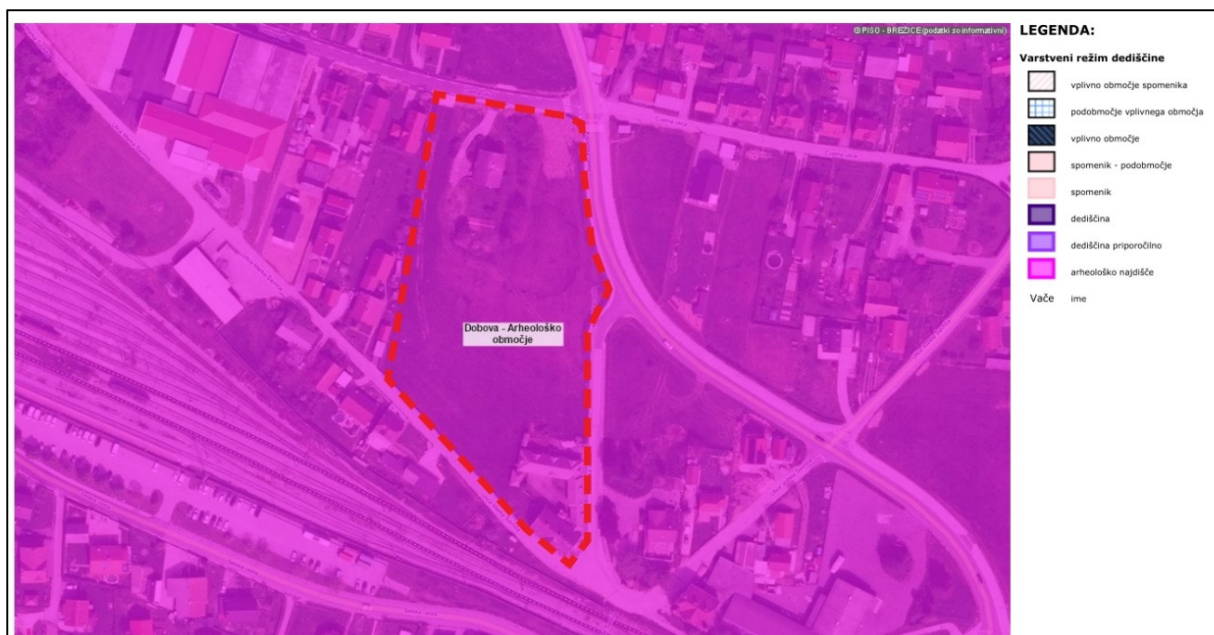 © PISO - BREŽICE (podatki so informativni)
LEGENDA:
Varstveni režim dediščine
vplivno območje spomenika
podobmočje vplivnega območja
vplivno območje
spomenik - podobmočje
spomenik
dediščina
dediščina priporočilno
arheološko najdišče
Vače ime
Dobova - Arheološko
območje